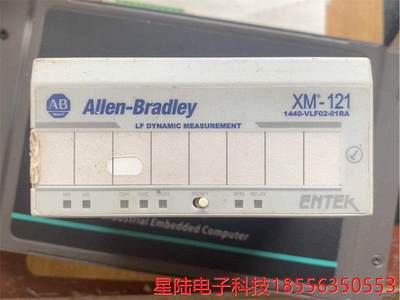 AB
Allen-Bradley
XM®-121
1440-VLF02-01RA
LF DYNAMIC MEASUREMENT
RELAY
ENTEK
Industrial Embedded Computer
星陆电子科技18556350553